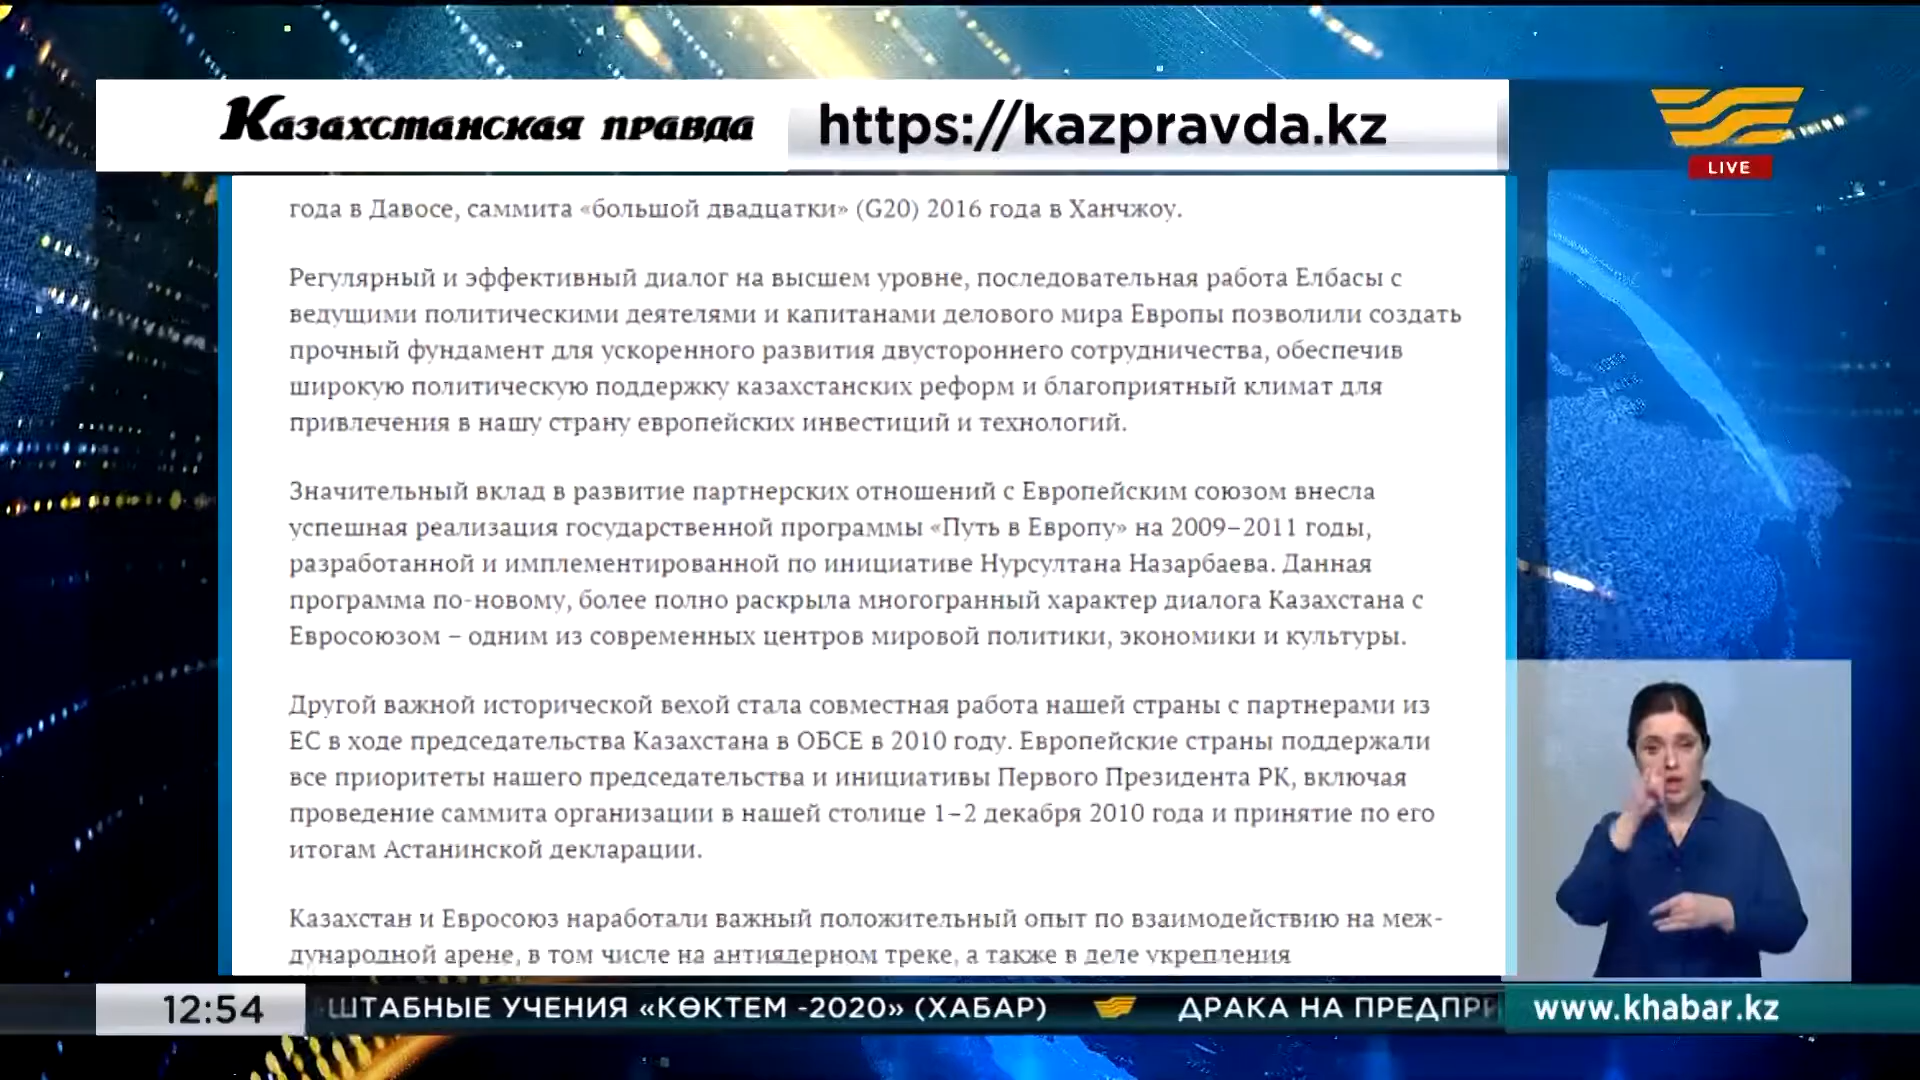 Казахстанская правда
https://kazpravda.kz
LIVE
года в Давосе, саммита «большой двадцатки» (G20) 2016 года в Ханчжоу.
Регулярный и эффективный диалог на высшем уровне, последовательная работа Елбасы с
ведущими политическими деятелями и капитанами делового мира Европы позволили создать
прочный фундамент для ускоренного развития двустороннего сотрудничества, обеспечив
широкую политическую поддержку казахстанских реформ и благоприятный климат для
привлечения в нашу страну европейских инвестиций и технологий.
Значительный вклад в развитие партнерских отношений с Европейским союзом внесла
успешная реализация государственной программы «Путь в Европу» на 2009–2011 годы,
разработанной и имплементированной по инициативе Нурсултана Назарбаева. Данная
программа по-новому, более полно раскрыла многогранный характер диалога Казахстана с
Евросоюзом – одним из современных центров мировой политики, экономики и культуры.
Другой важной исторической вехой стала совместная работа нашей страны с партнерами из
ЕС в ходе председательства Казахстана в ОБСЕ в 2010 году. Европейские страны поддержали
все приоритеты нашего председательства и инициативы Первого Президента РК, включая
проведение саммита организации в нашей столице 1–2 декабря 2010 года и принятие по его
итогам Астанинской декларации.
Казахстан и Евросоюз наработали важный положительный опыт по взаимодействию на меж-
дународной арене, в том числе на антиядерном треке, а также в деле укрепления
12:54
ШТАБНЫЕ УЧЕНИЯ «КӨКТЕМ -2020» (ХАБАР)
ДРАКА НА ПРЕДПРИ
www.khabar.kz